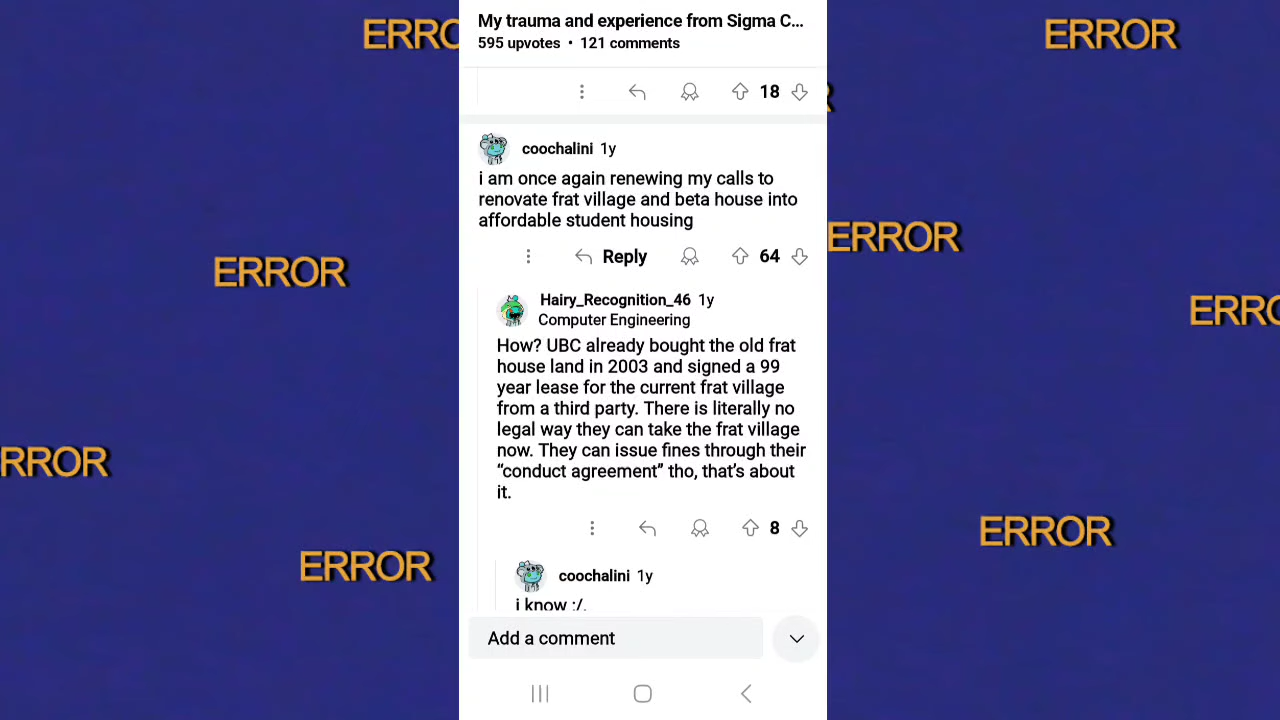 My trauma and experience from Sigma C...
595 upvotes • 121 comments
18
coochalini 1y
i am once again renewing my calls to
renovate frat village and beta house into
affordable student housing
Reply 64
Hairy_Recognition_46 1y
Computer Engineering
How? UBC already bought the old frat
house land in 2003 and signed a 99
year lease for the current frat village
from a third party. There is literally no
legal way they can take the frat village
now. They can issue fines through their
“conduct agreement” tho, that’s about
it.
8
coochalini 1y
i know :/.
Add a comment
ERRO
ERROR
R
ERROR
ERROR
ERRO
RROR
ERROR
ERROR